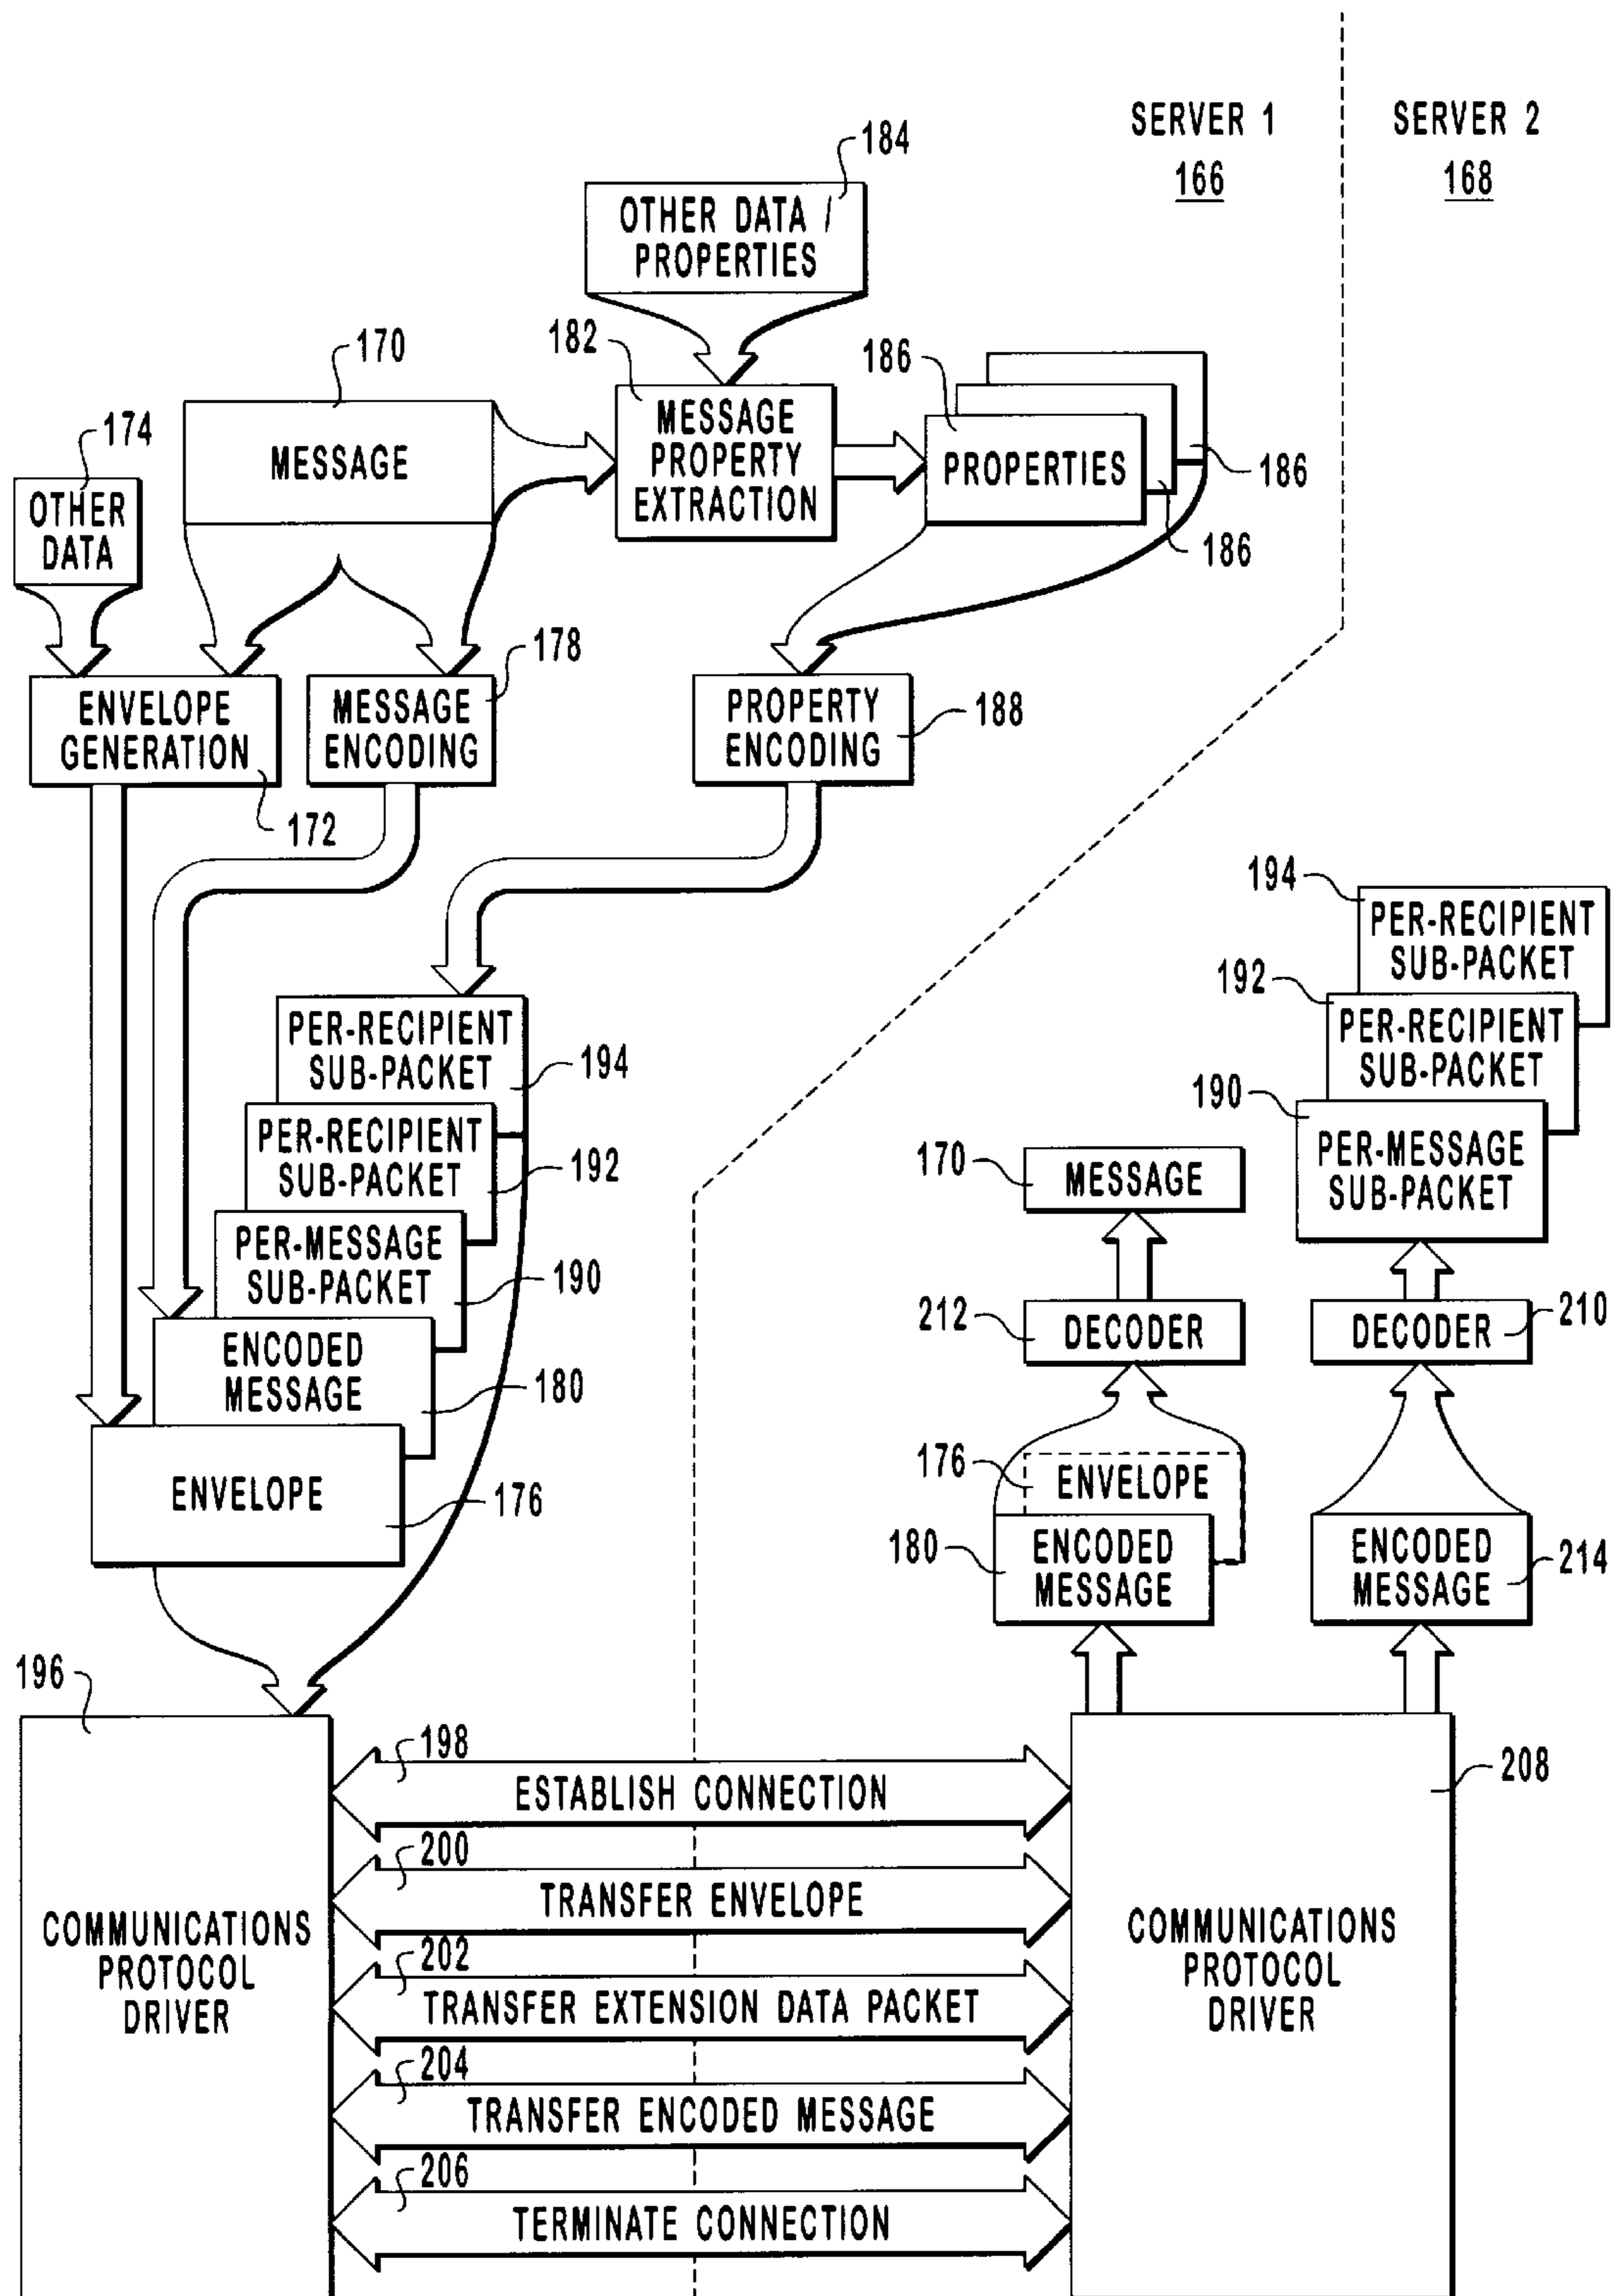 SERVER 1
166
SERVER 2
168
184
OTHER DATA /
PROPERTIES
182
170
186
MESSAGE
PROPERTY
EXTRACTION
174
MESSAGE
PROPERTIES
186
OTHER
DATA
186
178
ENVELOPE
GENERATION
MESSAGE
ENCODING
PROPERTY
ENCODING
188
172
194
PER-RECIPIENT
SUB-PACKET
192
PER-RECIPIENT
SUB-PACKET
190
PER-MESSAGE
SUB-PACKET
PER-RECIPIENT
SUB-PACKET
194
PER-RECIPIENT
SUB-PACKET
192
PER-MESSAGE
SUB-PACKET
190
ENCODED
MESSAGE
180
ENVELOPE
176
170
MESSAGE
212
DECODER
DECODER
210
176
ENVELOPE
180
ENCODED
MESSAGE
ENCODED
MESSAGE
214
196
COMMUNICATIONS
PROTOCOL
DRIVER
198
ESTABLISH CONNECTION
200
TRANSFER ENVELOPE
202
TRANSFER EXTENSION DATA PACKET
204
TRANSFER ENCODED MESSAGE
206
TERMINATE CONNECTION
208
COMMUNICATIONS
PROTOCOL
DRIVER